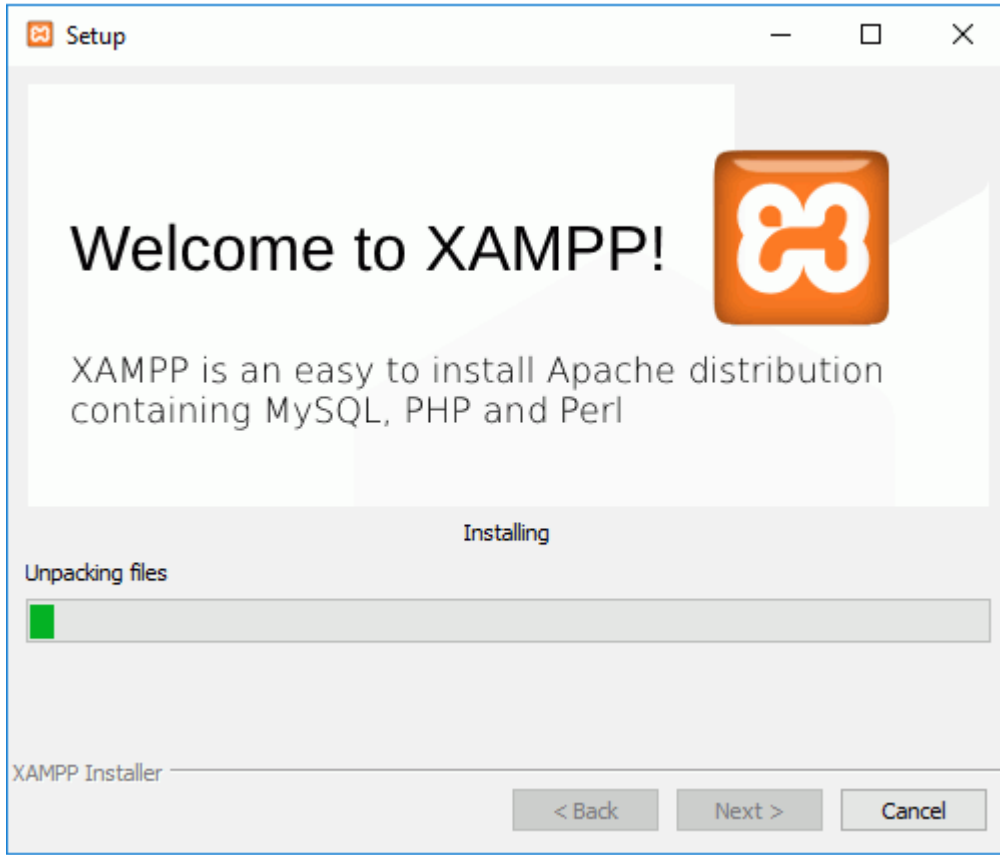 Setup
Welcome to XAMPP!
XAMPP is an easy to install Apache distribution
containing MySQL, PHP and Perl
Installing
Unpacking files
XAMPP Installer
< Back
Next >
Cancel